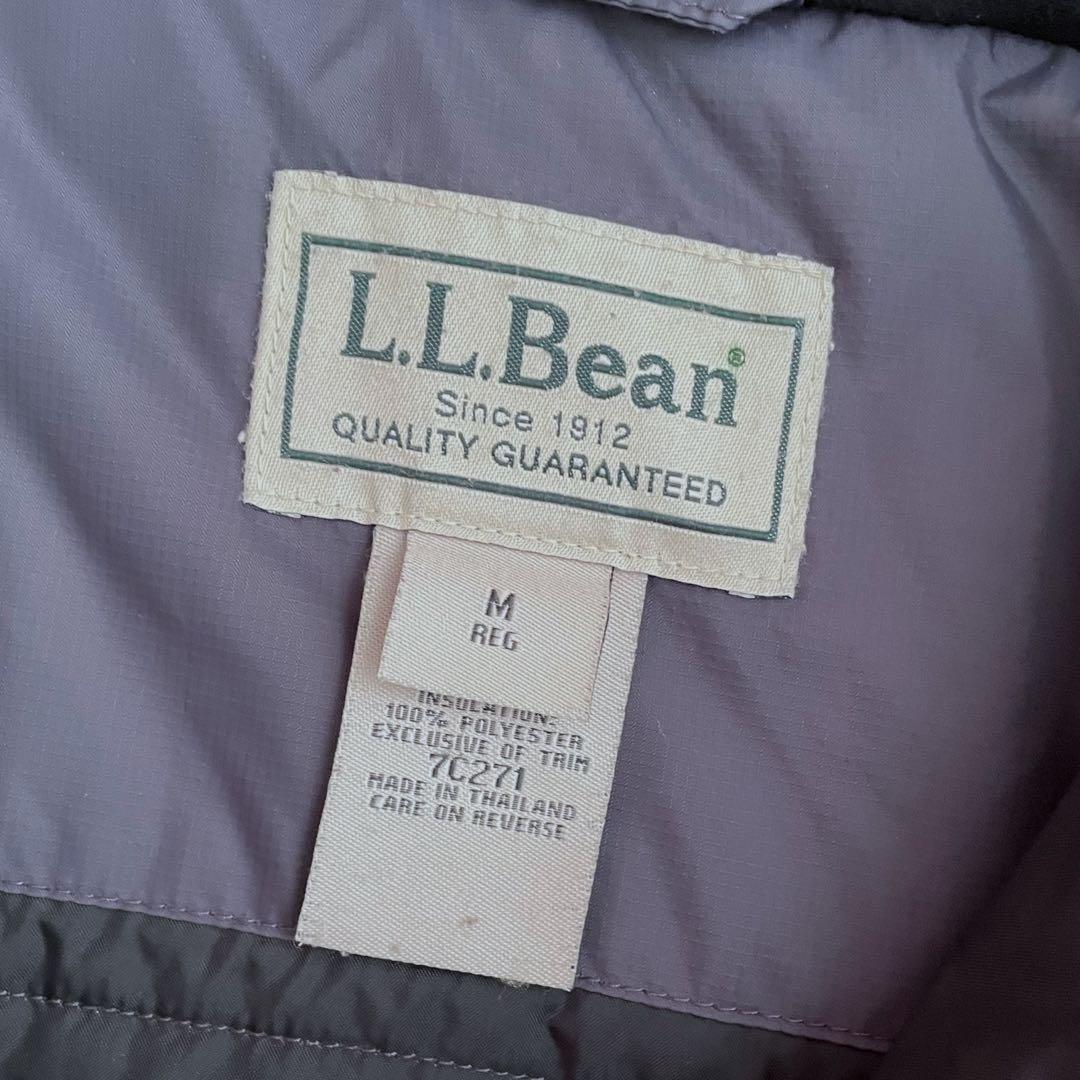 L.L.Bean®
Since 1912
QUALITY GUARANTEED
M
REG
INSULATION:
100% POLYESTER
EXCLUSIVE OF TRIM
7C271
MADE IN THAILAND
CARE ON REVERSE